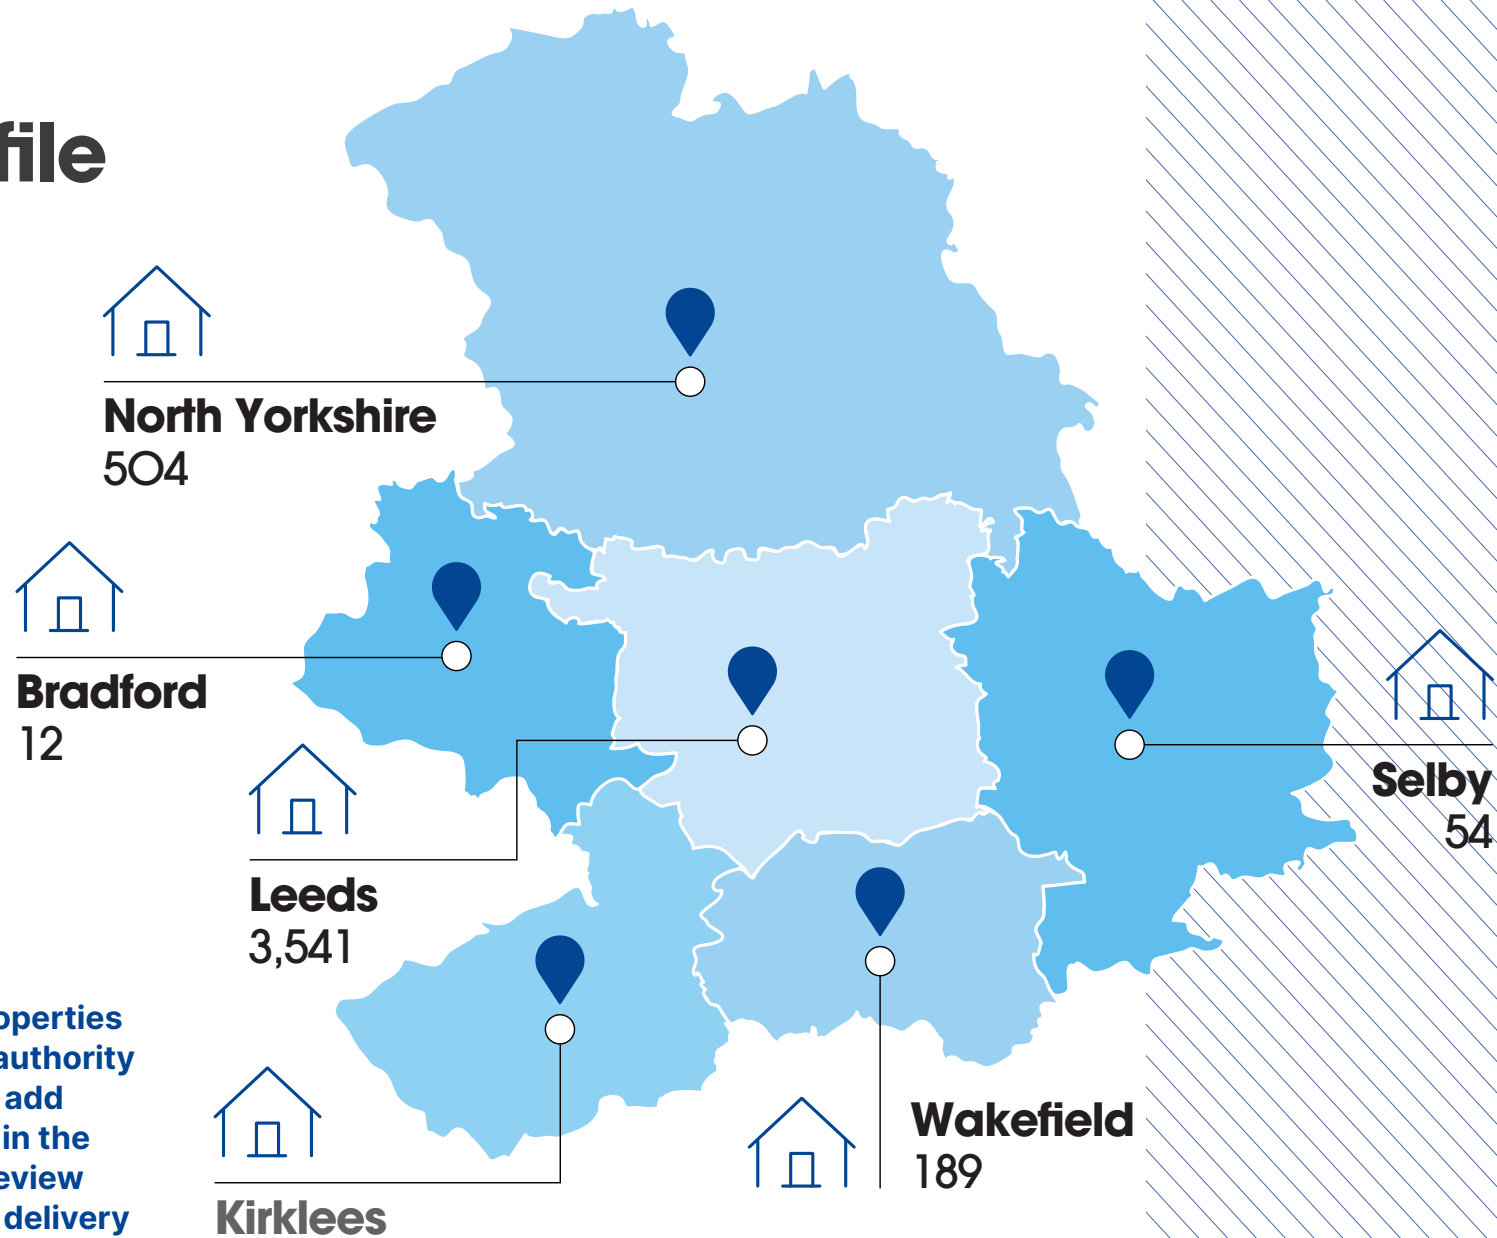 file
North Yorkshire
504
Bradford
12
Selby
54
Leeds
3,541
operties
authority
add
in the
eview
delivery
Wakefield
189
Kirklees